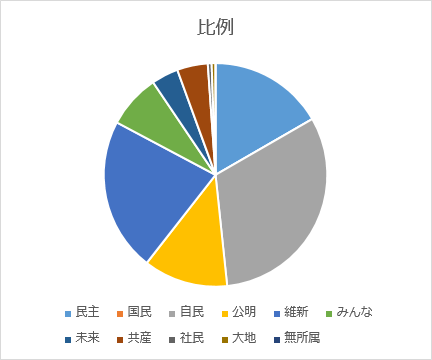 比例
民主 国民 自民 公明 維新 みんな
未来 共産 社民 大地 無所属